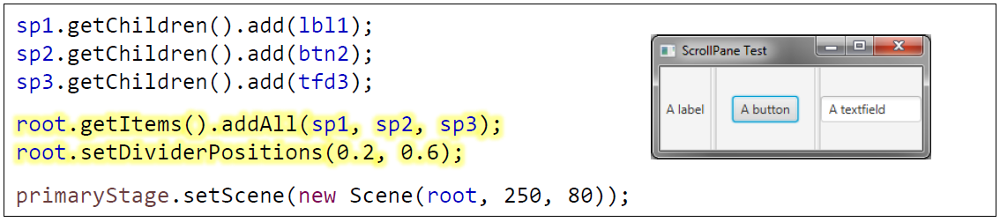 sp1.getChildren().add(lbl1);
sp2.getChildren().add(btn2);
sp3.getChildren().add(tfd3);
root.getItems().addAll(sp1, sp2, sp3);
root.setDividerPositions(0.2, 0.6);
primaryStage.setScene(new Scene(root, 250, 80));
ScrollPane Test
A label
A button
A textfield